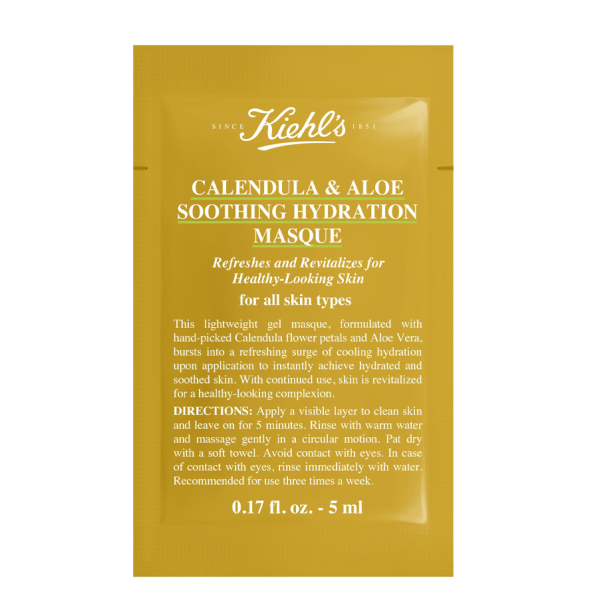 SINCE Kiehl's 1851
CALENDULA & ALOE
SOOTHING HYDRATION
MASQUE
Refreshes and Revitalizes for
Healthy-Looking Skin
for all skin types
This lightweight gel masque, formulated with
hand-picked Calendula flower petals and Aloe Vera,
bursts into a refreshing surge of cooling hydration
upon application to instantly achieve hydrated and
soothed skin. With continued use, skin is revitalized
for a healthy-looking complexion.
DIRECTIONS: Apply a visible layer to clean skin
and leave on for 5 minutes. Rinse with warm water
and massage gently in a circular motion. Pat dry
with a soft towel. Avoid contact with eyes. In case
of contact with eyes, rinse immediately with water.
Recommended for use three times a week.
0.17 fl. oz. - 5 ml